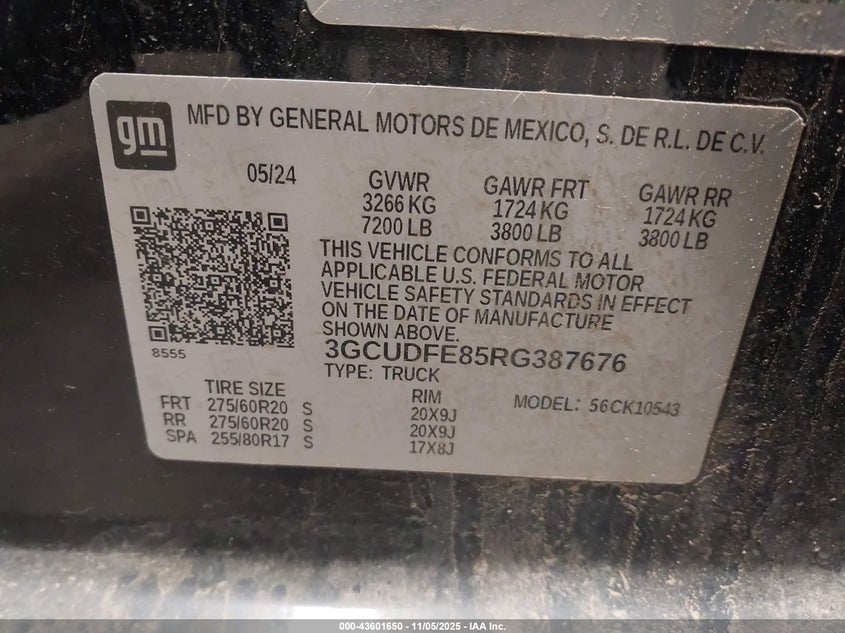 gm
MFD BY GENERAL MOTORS DE MEXICO, S. DE R.L. DE C.V.
05/24 GVWR GAWR FRT GAWR RR
3266 KG 1724 KG 1724 KG
7200 LB 3800 LB 3800 LB
THIS VEHICLE CONFORMS TO ALL
APPLICABLE U.S. FEDERAL MOTOR
VEHICLE SAFETY STANDARDS IN EFFECT
ON THE DATE OF MANUFACTURE
SHOWN ABOVE.
8555
3GCUDFE85RG387676
TYPE: TRUCK
TIRE SIZE RIM MODEL: 56CK10543
FRT 275/60R20 S 20X9J
RR 275/60R20 S 20X9J
SPA 255/80R17 S 17X8J
000-43601650 - 11/05/2025 - IAA Inc.